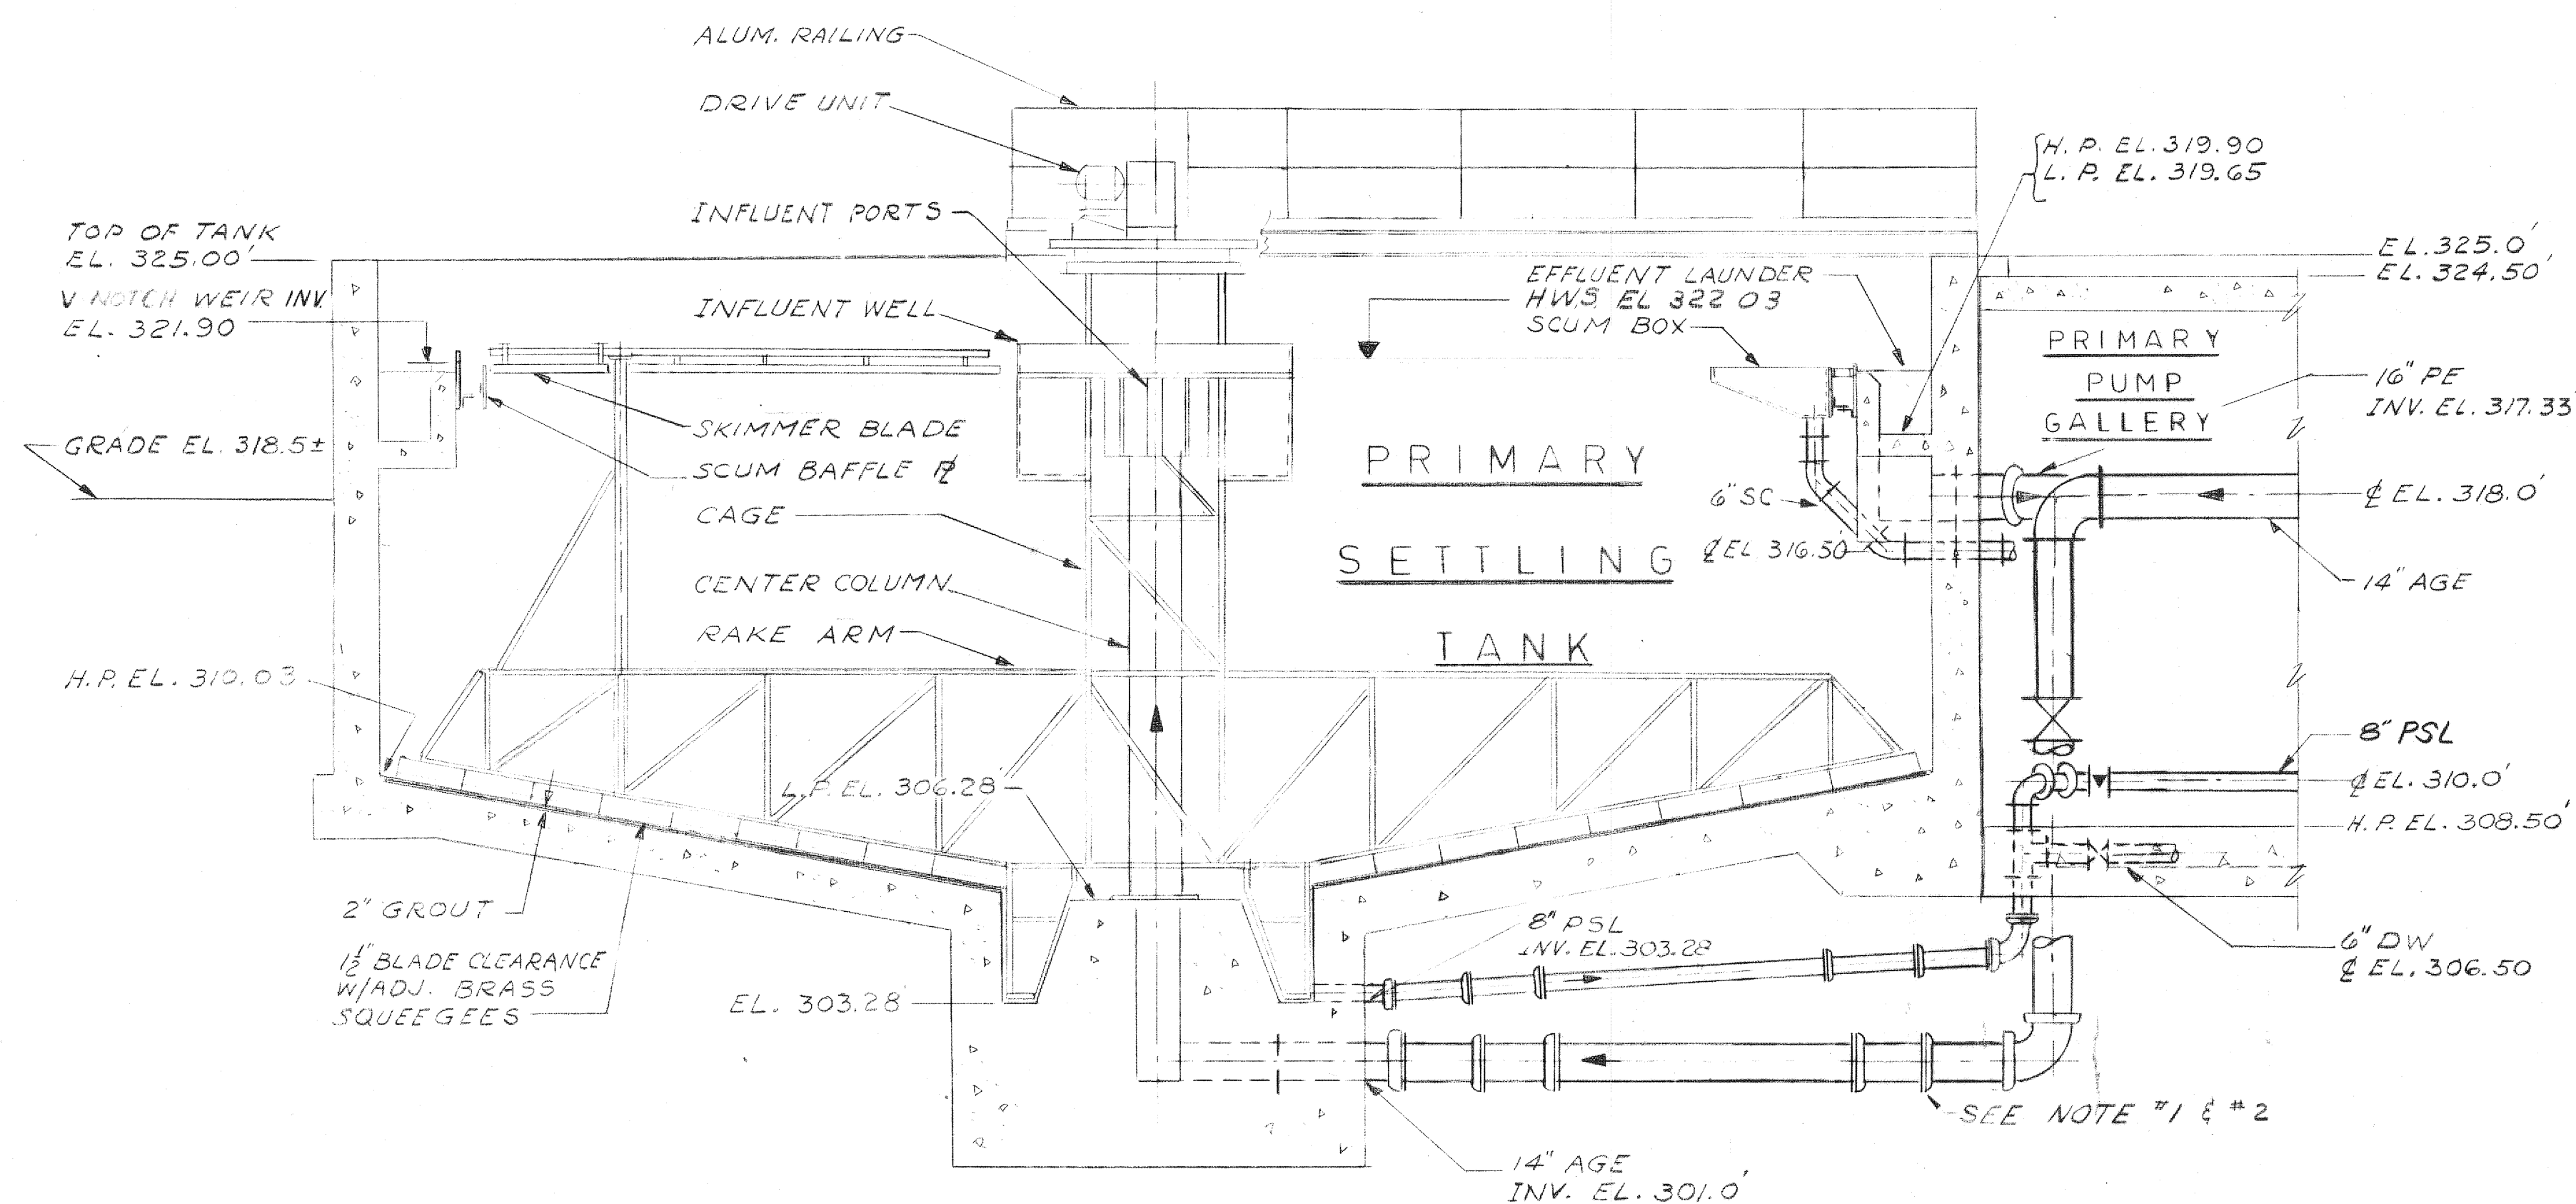 ALUM. RAILING
DRIVE UNIT
INFLUENT PORTS
TOP OF TANK
EL. 325.00'
V NOTCH WEIR INV.
EL. 321.90
INFLUENT WELL
GRADE EL. 318.5±
SKIMMER BLADE
SCUM BAFFLE ⅊
CAGE
CENTER COLUMN
RAKE ARM
H.P. EL. 310.03
L.P. EL. 306.28'
2" GROUT
1½" BLADE CLEARANCE
W/ADJ. BRASS
SQUEEGEES
EL. 303.28'
H.P. EL. 319.90
L.P. EL. 319.65
EFFLUENT LAUNDER
HWS EL 322 03
SCUM BOX
PRIMARY
SETTLING
TANK
6" SC
℄ EL 316.50'
EL. 325.0'
EL. 324.50'
PRIMARY
PUMP
GALLERY
16" PE
INV. EL. 317.33'
℄ EL. 318.0'
14" AGE
8" PSL
℄ EL. 310.0'
H.P. EL. 308.50'
6" DW
℄ EL. 306.50
8" PSL
INV. EL. 303.28
SEE NOTE #1 & #2
14" AGE
INV. EL. 301.0'